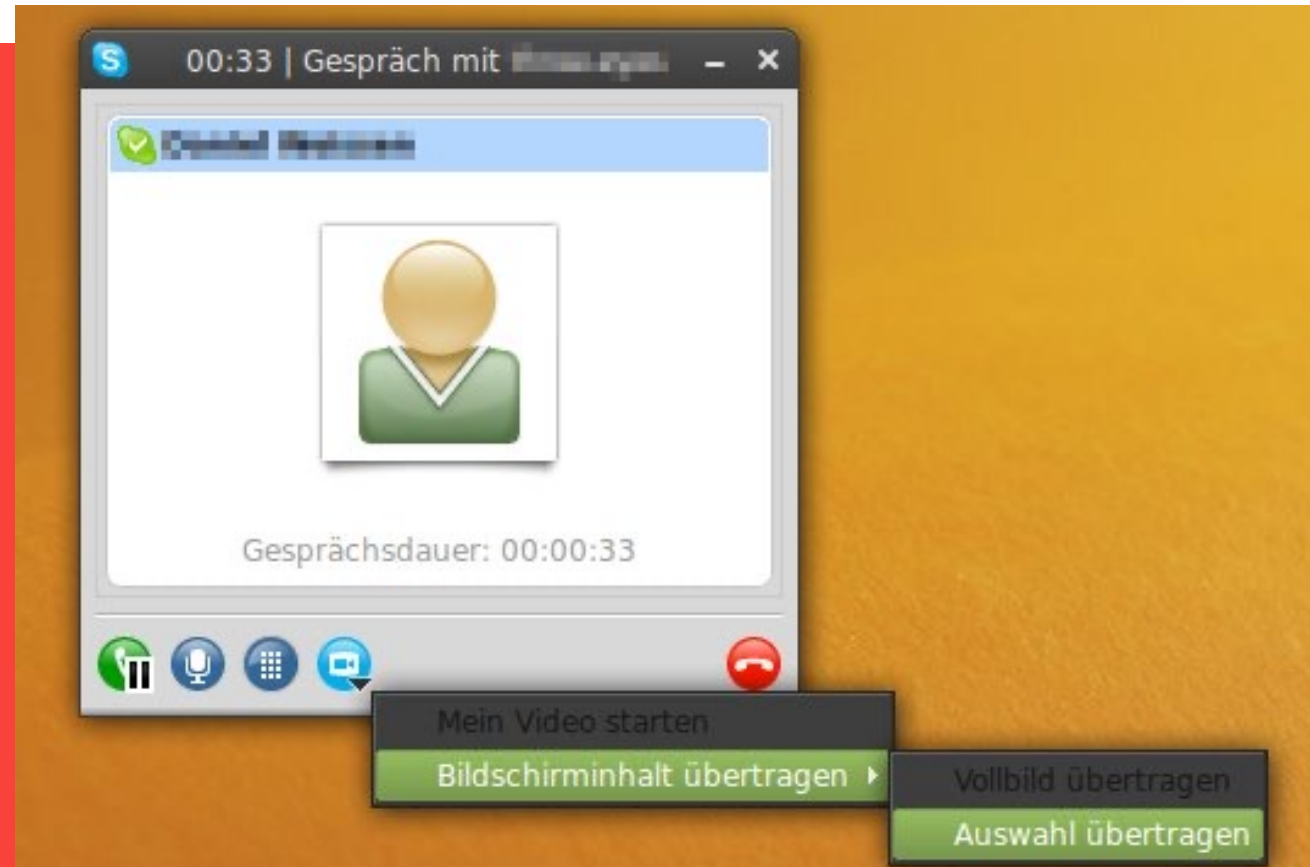 00:33 | Gespräch mit
Gesprächsdauer: 00:00:33
Mein Video starten
Bildschirminhalt übertragen
Vollbild übertragen
Auswahl übertragen